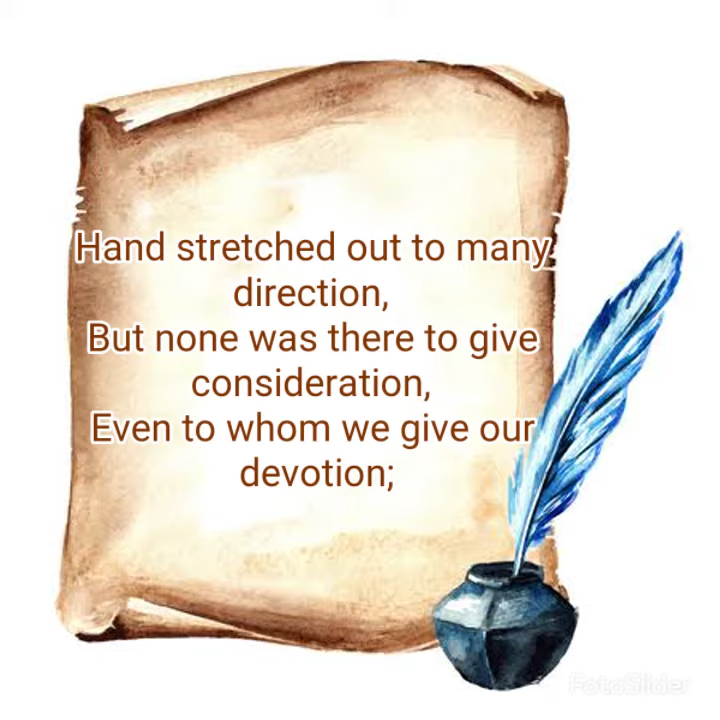 Hand stretched out to many
direction,
But none was there to give
consideration,
Even to whom we give our
devotion;
FotoSlider